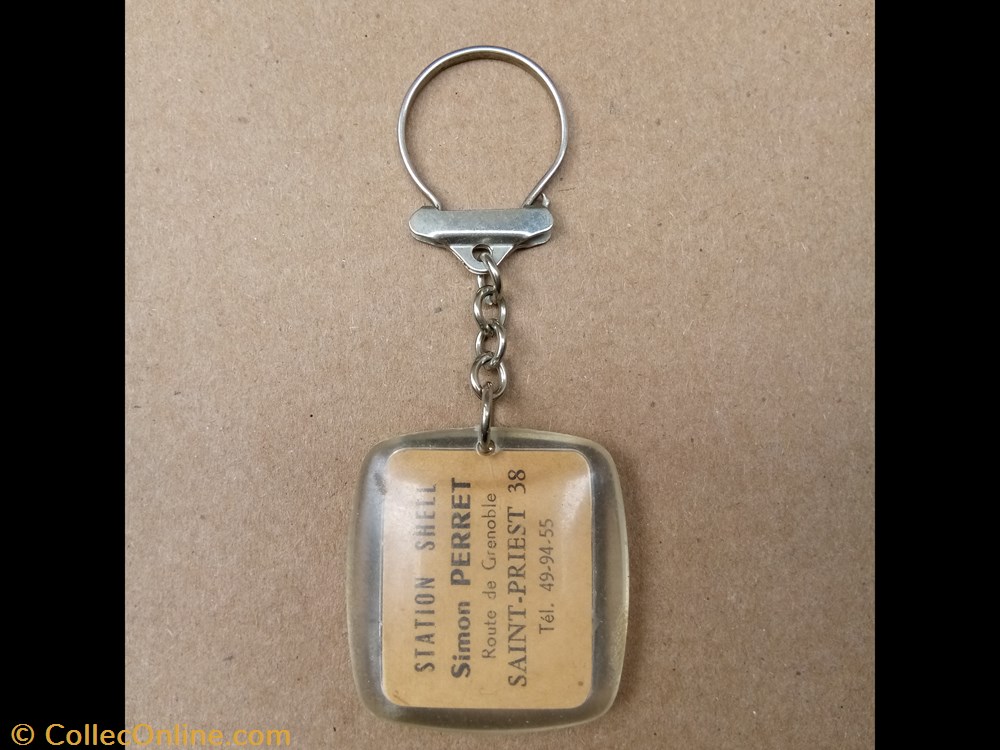 STATION SHELL
Simon PERRET
Route de Grenoble
SAINT-PRIEST 38
Tél. 49-94-55
© CollecOnline.com